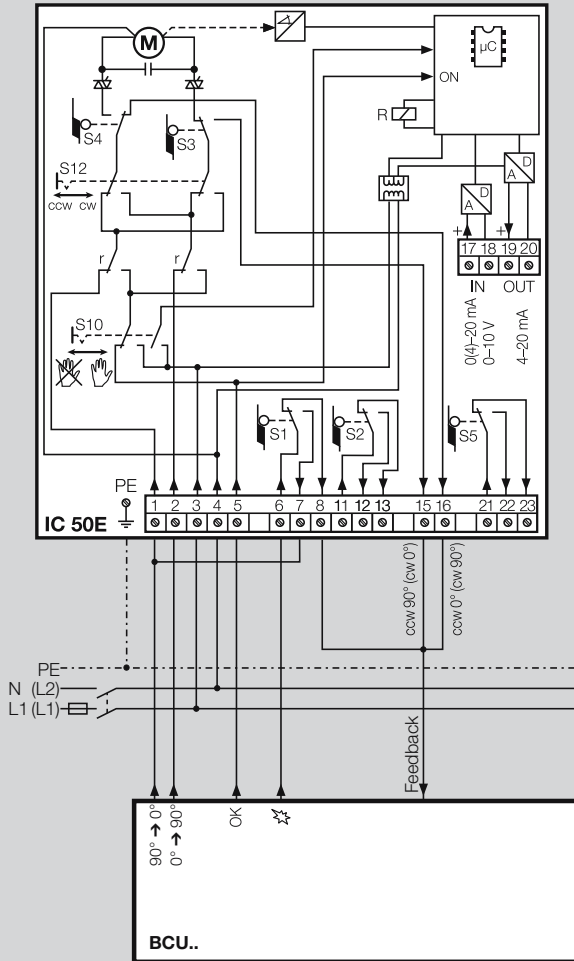 M
µC
ON
R
S4
S3
S12
ccw cw
D
A
D
A
+
+
17 18 19 20
IN OUT
0(4)–20 mA
0–10 V
4–20 mA
r
r
S10
S1
S2
S5
PE
1 2 3 4 5 6 7 8 11 12 13 15 16 21 22 23
IC 50E
ccw 90° (cw 0°)
ccw 0° (cw 90°)
PE
N (L2)
L1 (L1)
Feedback
90° → 0°
0° → 90°
OK
BCU..